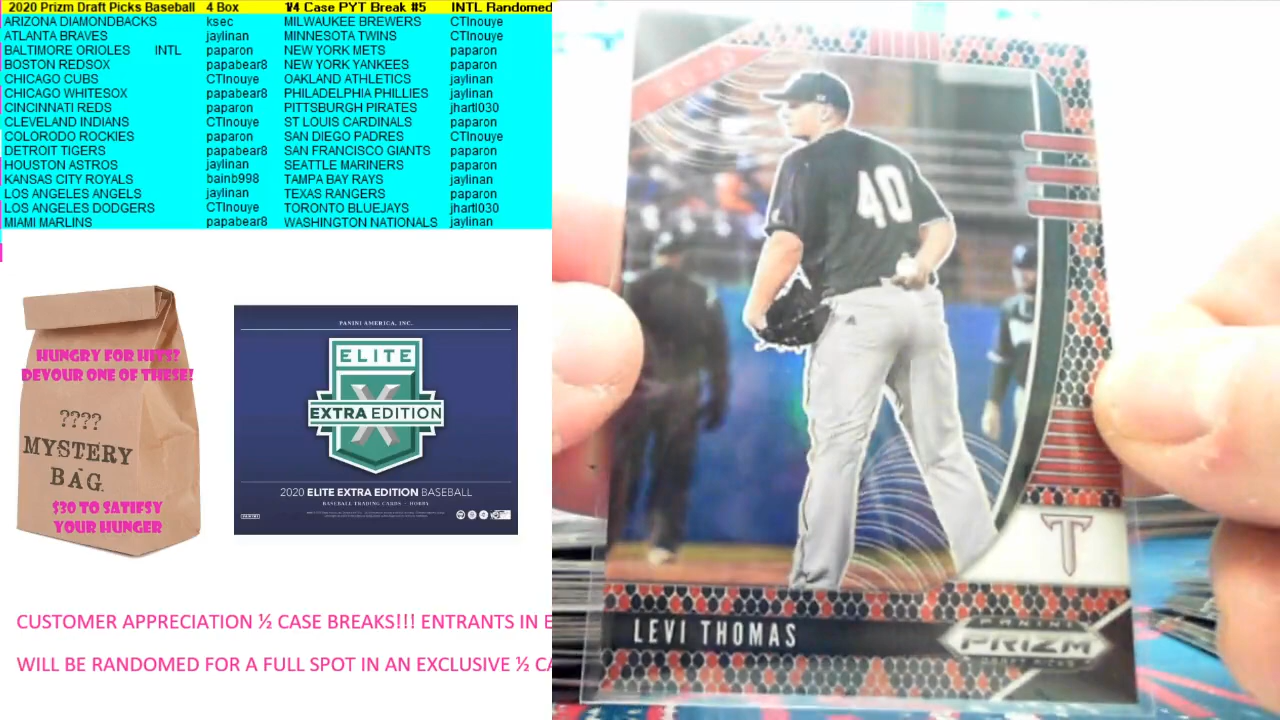 2020 Prizm Draft Picks Baseball 4 Box 1/4 Case PYT Break #5 INTL Randomed
ARIZONA DIAMONDBACKS ksec MILWAUKEE BREWERS CTInouye
ATLANTA BRAVES jaylinan MINNESOTA TWINS CTInouye
BALTIMORE ORIOLES INTL paparon NEW YORK METS paparon
BOSTON REDSOX papabear8 NEW YORK YANKEES paparon
CHICAGO CUBS CTInouye OAKLAND ATHLETICS jaylinan
CHICAGO WHITESOX papabear8 PHILADELPHIA PHILLIES jaylinan
CINCINNATI REDS paparon PITTSBURGH PIRATES jhartl030
CLEVELAND INDIANS CTInouye ST LOUIS CARDINALS paparon
COLORODO ROCKIES paparon SAN DIEGO PADRES CTInouye
DETROIT TIGERS papabear8 SAN FRANCISCO GIANTS paparon
HOUSTON ASTROS jaylinan SEATTLE MARINERS paparon
KANSAS CITY ROYALS bainb998 TAMPA BAY RAYS jaylinan
LOS ANGELES ANGELS jaylinan TEXAS RANGERS paparon
LOS ANGELES DODGERS CTInouye TORONTO BLUEJAYS jhartl030
MIAMI MARLINS papabear8 WASHINGTON NATIONALS jaylinan
HUNGRY FOR HITS?
DEVOUR ONE OF THESE!
????
MYSTERY
BAG.
$30 TO SATIFSY
YOUR HUNGER
PANINI AMERICA, INC.
ELITE
X
EXTRA EDITION
2020 ELITE EXTRA EDITION BASEBALL
BASEBALL TRADING CARDS - HOBBY
PANINI
CUSTOMER APPRECIATION ½ CASE BREAKS!!! ENTRANTS IN E
WILL BE RANDOMED FOR A FULL SPOT IN AN EXCLUSIVE ½ CA
40
T
LEVI THOMAS
PANINI
PRIZM
DRAFT PICKS